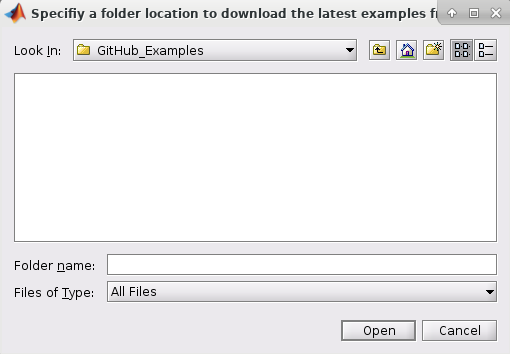 Specifiy a folder location to download the latest examples
Look In: GitHub_Examples
Folder name:
Files of Type: All Files
Open Cancel